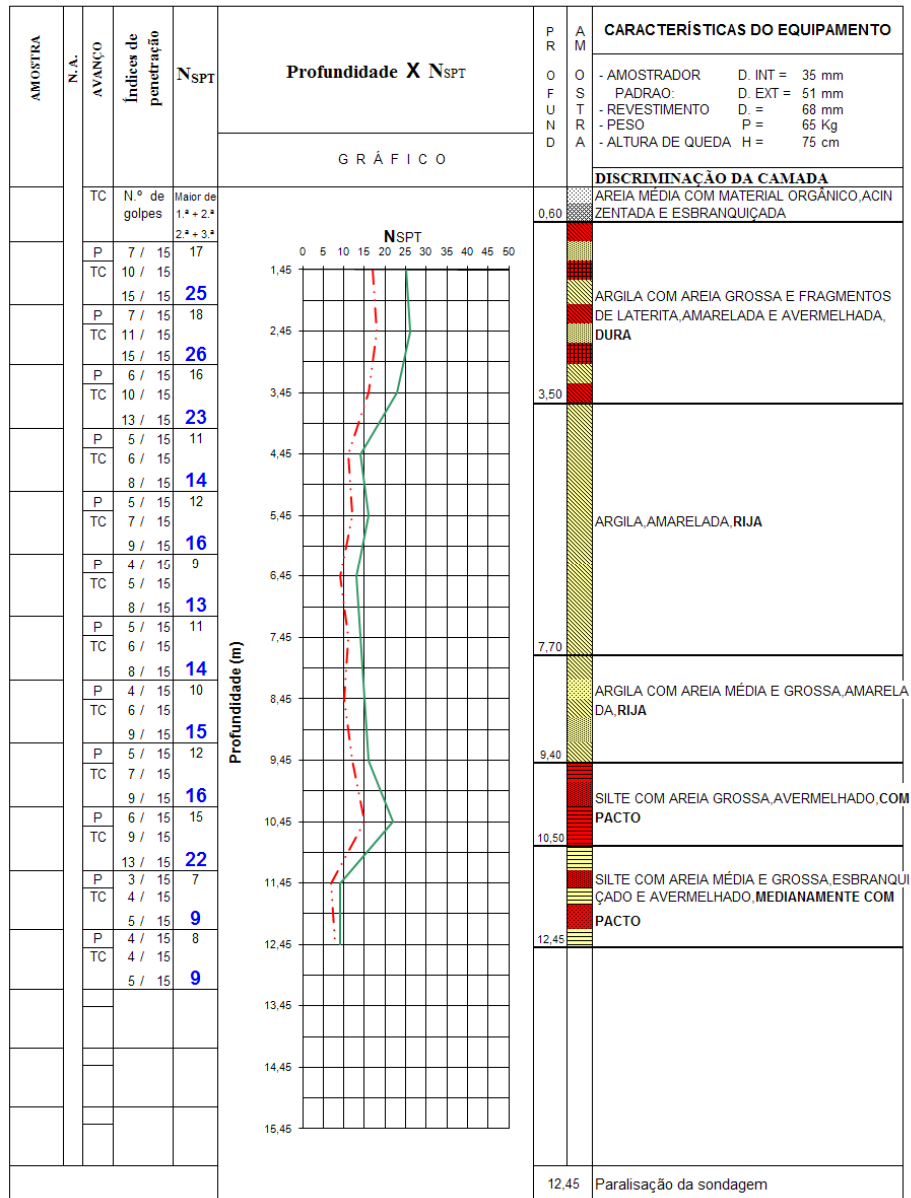 AMOSTRA
N. A.
AVANÇO
Índices de
penetração
NSPT
Profundidade X NSPT
GRÁFICO
PROFUND
AMOSTRA
CARACTERÍSTICAS DO EQUIPAMENTO
- AMOSTRADOR D. INT = 35 mm
PADRAO: D. EXT = 51 mm
- REVESTIMENTO D. = 68 mm
- PESO P = 65 Kg
- ALTURA DE QUEDA H = 75 cm
DISCRIMINAÇÃO DA CAMADA
TC N.º de Maior de
golpes 1.ª + 2.ª
2.ª + 3.ª
P 7 / 15 17
TC 10 / 15
15 / 15 25
P 7 / 15 18
TC 11 / 15
15 / 15 26
P 6 / 15 16
TC 10 / 15
13 / 15 23
P 5 / 15 11
TC 6 / 15
8 / 15 14
P 5 / 15 12
TC 7 / 15
9 / 15 16
P 4 / 15 9
TC 5 / 15
8 / 15 13
P 5 / 15 11
TC 6 / 15
8 / 15 14
P 4 / 15 10
TC 6 / 15
9 / 15 15
P 5 / 15 12
TC 7 / 15
9 / 15 16
P 6 / 15 15
TC 9 / 15
13 / 15 22
P 3 / 15 7
TC 4 / 15
5 / 15 9
P 4 / 15 8
TC 4 / 15
5 / 15 9
NSPT
0 5 10 15 20 25 30 35 40 45 50
Profundidade (m)
1,45
2,45
3,45
4,45
5,45
6,45
7,45
8,45
9,45
10,45
11,45
12,45
13,45
14,45
15,45
AREIA MÉDIA COM MATERIAL ORGÂNICO,ACIN
0,60 ZENTADA E ESBRANQUIÇADA
ARGILA COM AREIA GROSSA E FRAGMENTOS
DE LATERITA,AMARELADA E AVERMELHADA,
DURA
3,50
ARGILA,AMARELADA,RIJA
7,70
ARGILA COM AREIA MÉDIA E GROSSA,AMARELA
DA,RIJA
9,40
SILTE COM AREIA GROSSA,AVERMELHADO,COM
PACTO
10,50
SILTE COM AREIA MÉDIA E GROSSA,ESBRANQUI
ÇADO E AVERMELHADO,MEDIANAMENTE COM
PACTO
12,45
12,45 Paralisação da sondagem